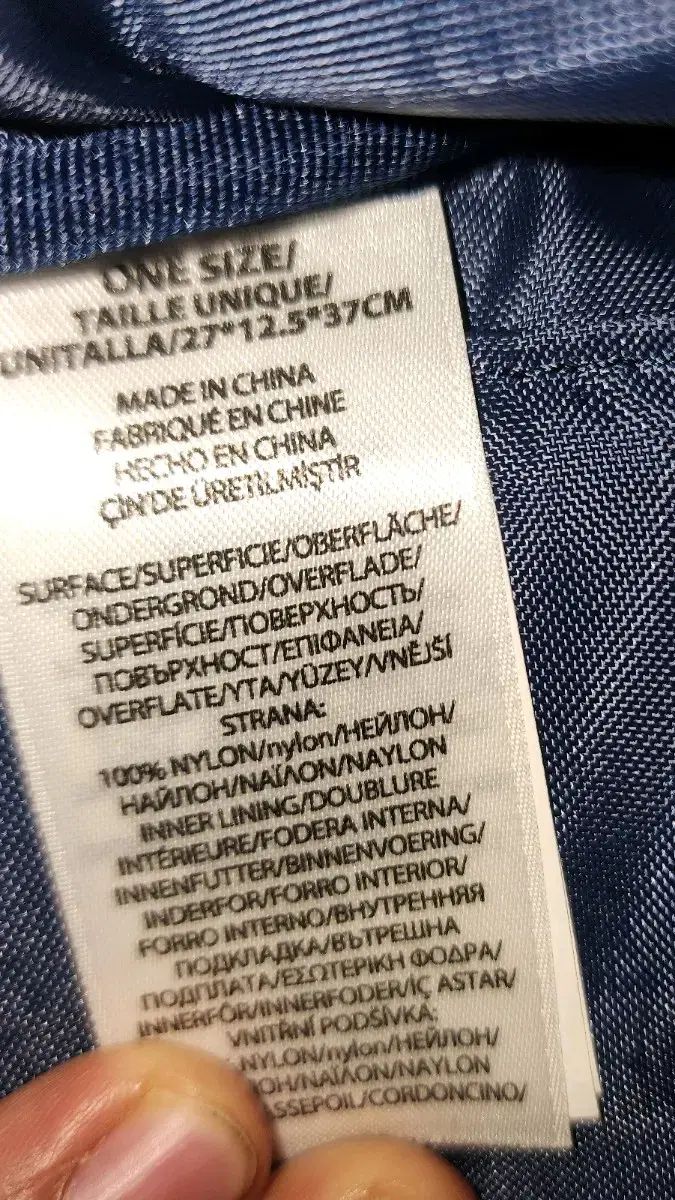 ONE SIZE/
TAILLE UNIQUE/
UNITALLA/27*12.5*37CM
MADE IN CHINA
FABRIQUÉ EN CHINE
HECHO EN CHINA
ÇİN'DE ÜRETİLMİŞTİR
SURFACE/SUPERFICIE/OBERFLÄCHE/
ONDERGROND/OVERFLADE/
SUPERFÍCIE/ПОВЕРХНОСТЬ/
ПОВЪРХНОСТ/ΕΠΙΦΑΝΕΙΑ/
OVERFLATE/YTA/YÜZEY/VNĚJŠÍ
STRANA:
100% NYLON/nylon/НЕЙЛОН/
НАЙЛОН/ΝΑΪΛΟΝ/NAYLON
INNER LINING/DOUBLURE
INTÉRIEURE/FODERA INTERNA/
INNENFUTTER/BINNENVOERING/
INDERFOR/FORRO INTERIOR/
FORRO INTERNO/ВНУТРЕННЯЯ
ПОДКЛАДКА/ВЪТРЕШНА
ПОДПЛАТА/ΕΣΩΤΕΡΙΚΗ ΦΟΔΡΑ/
INNERFÔR/INNERFODER/İÇ ASTAR/
VNITŘNÍ PODŠÍVKA:
NYLON/nylon/НЕЙЛОН/
ОН/ΝΑΪΛΟΝ/NAYLON
ASSEPOIL/CORDONCINO/